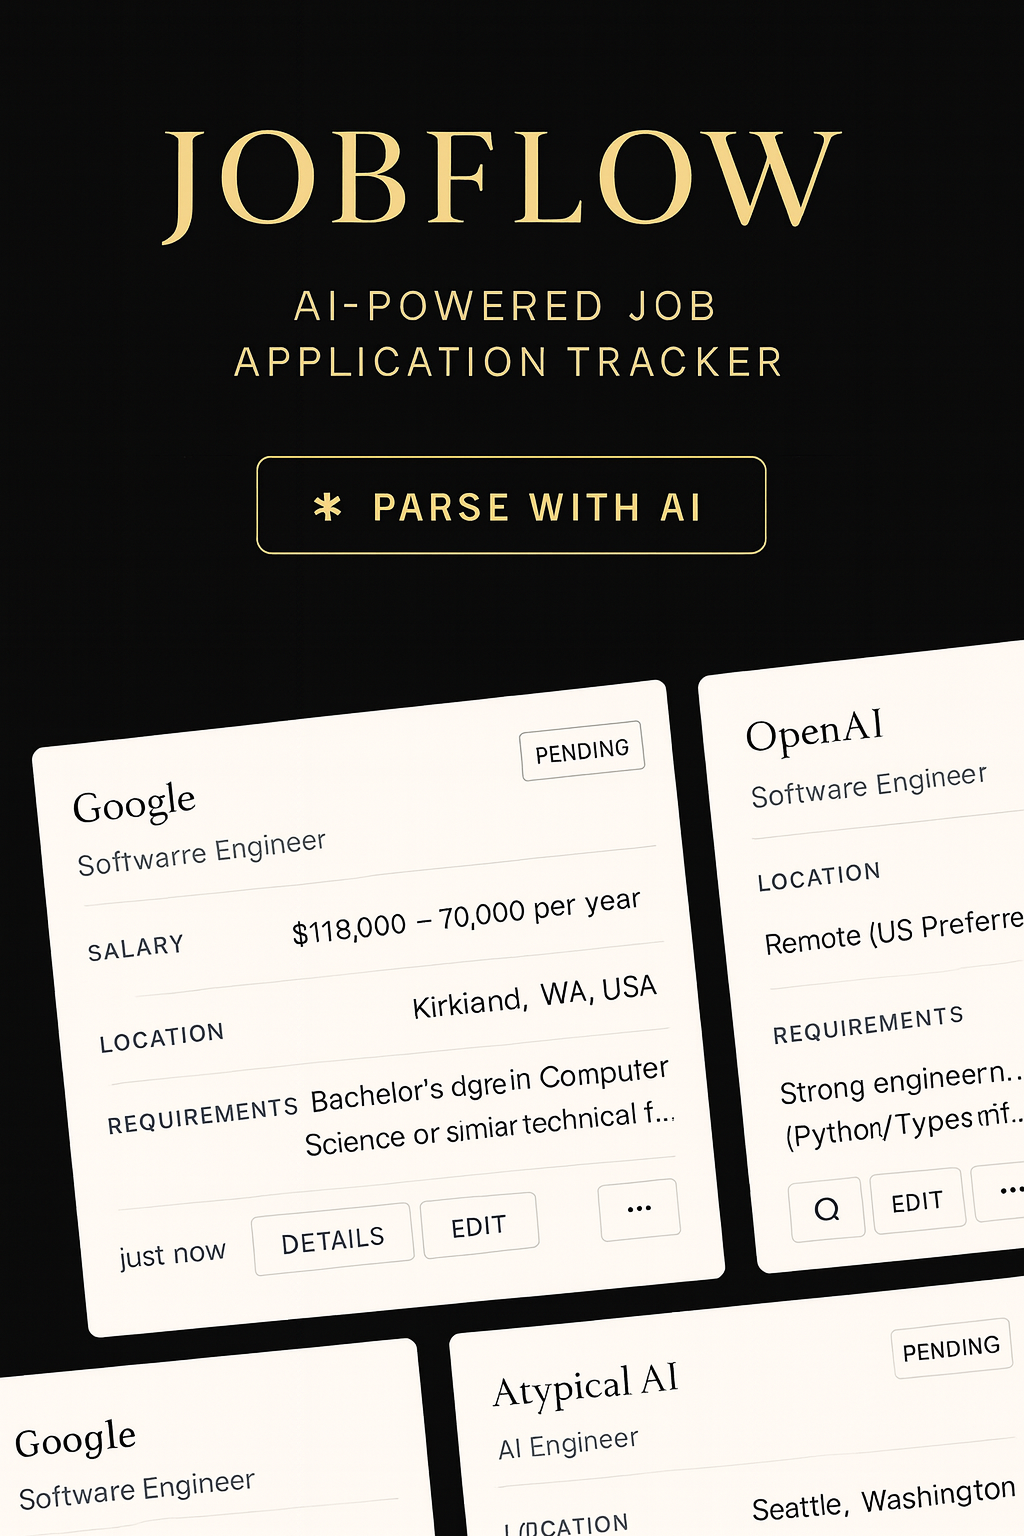 JOBFLOW
AI-POWERED JOB
APPLICATION TRACKER
* PARSE WITH AI
Google
PENDING
Softwarre Engineer
SALARY $118,000 – 70,000 per year
LOCATION Kirkiand, WA, USA
REQUIREMENTS Bachelor's dgre in Computer
Science or simiar technical f...
just now DETAILS EDIT ...
OpenAI
Software Engineer
LOCATION
Remote (US Preferre
REQUIREMENTS
Strong engineern...
(Python/Types
EDIT ...
Google
Software Engineer
Atypical AI
PENDING
AI Engineer
Seattle, Washington